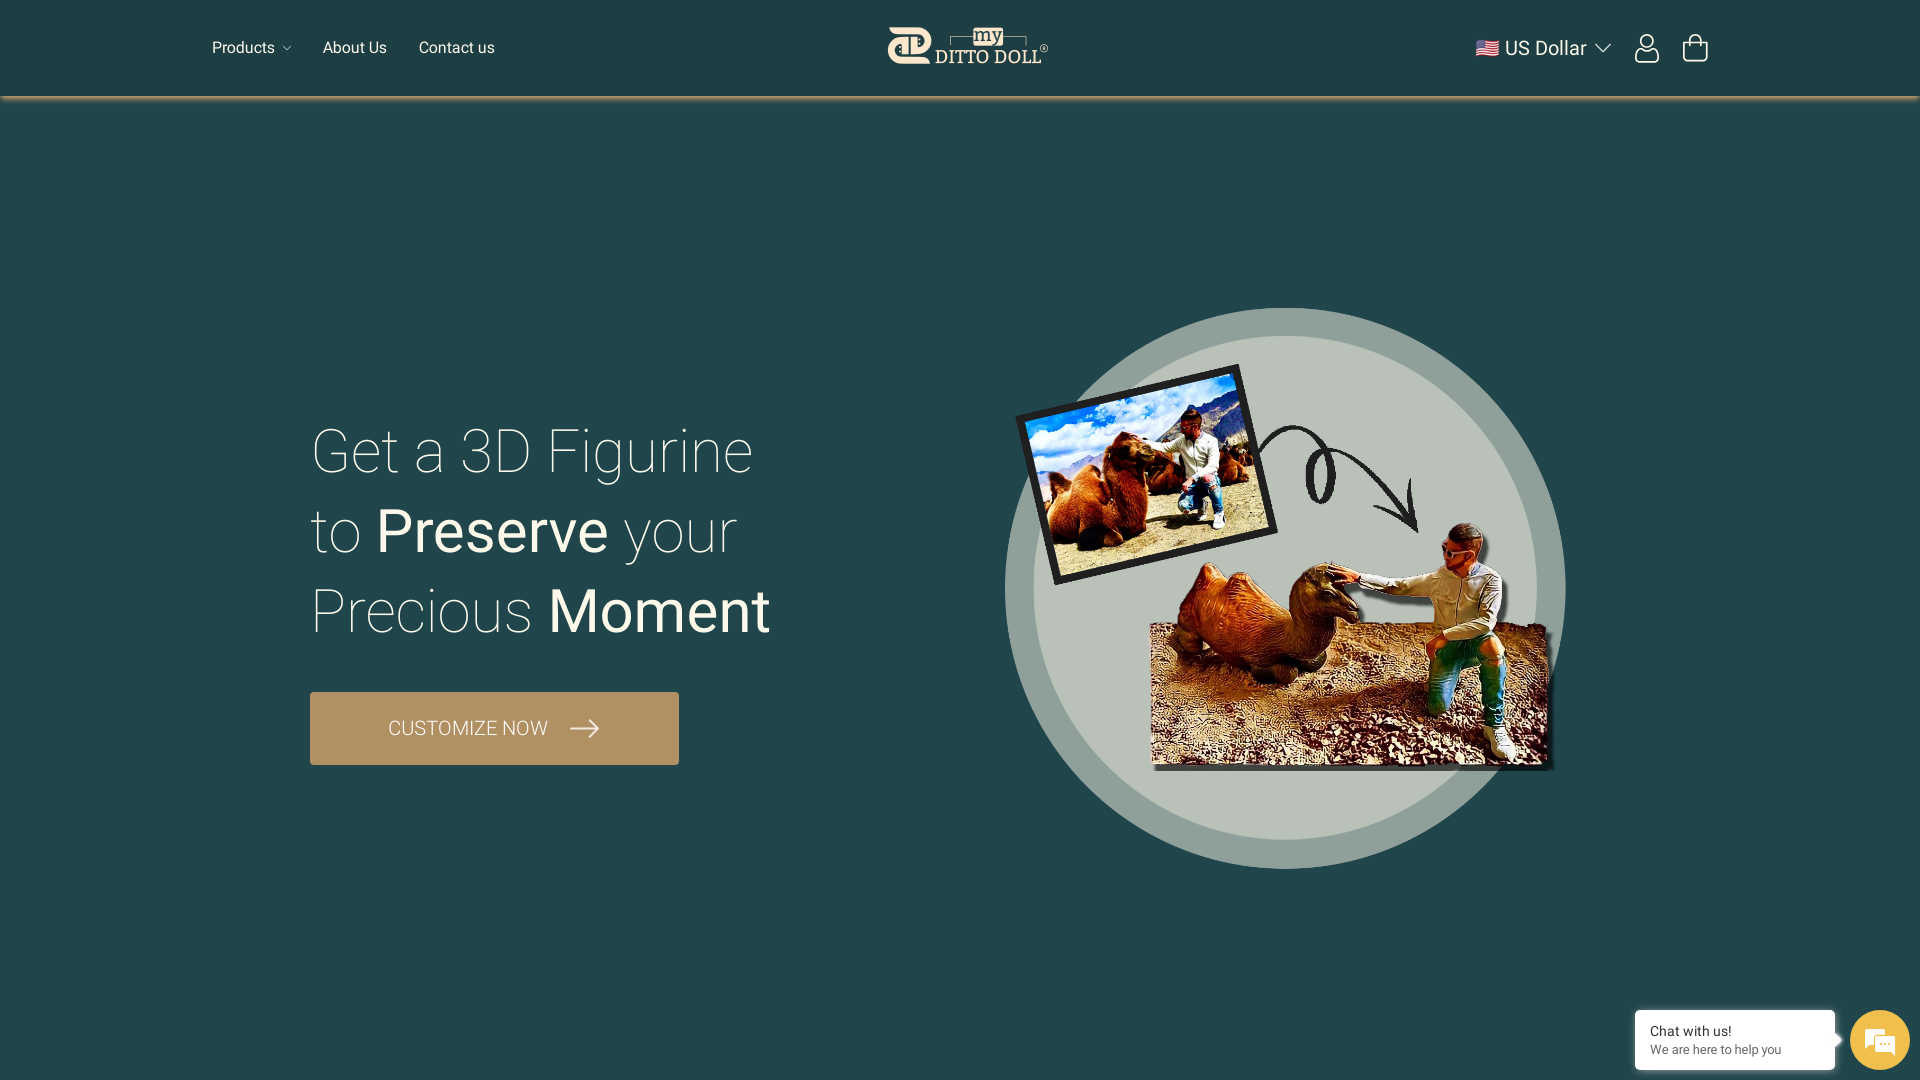 Products
About Us
Contact us
my
DITTO DOLL®
US Dollar
Get a 3D Figurine
to Preserve your
Precious Moment
CUSTOMIZE NOW
Chat with us!
We are here to help you